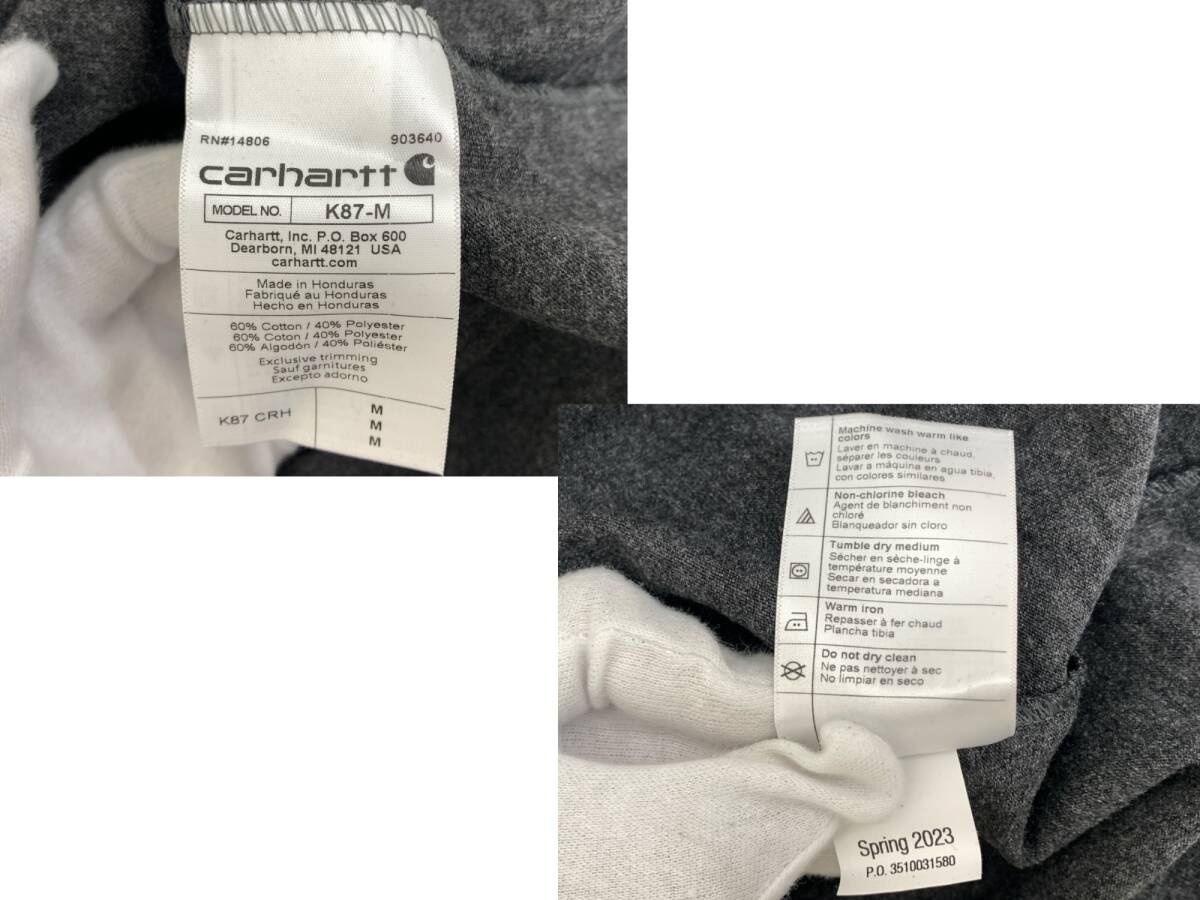 RN#14806 903640
carhartt
MODEL NO. K87-M
Carhartt, Inc. P.O. Box 600
Dearborn, MI 48121 USA
carhartt.com
Made in Honduras
Fabriqué au Honduras
Hecho en Honduras
60% Cotton / 40% Polyester
60% Coton / 40% Polyester
60% Algodón / 40% Poliéster
Exclusive trimming
Sauf garnitures
Excepto adorno
K87 CRH M
M
M
Machine wash warm like
colors
Laver en machine à chaud,
séparer les couleurs
Lavar a máquina en agua tibia,
con colores similares
Non-chlorine bleach
Agent de blanchiment non
chloré
Blanqueador sin cloro
Tumble dry medium
Sécher en sèche-linge à
température moyenne
Secar en secadora a
temperatura mediana
Warm iron
Repasser à fer chaud
Plancha tibia
Do not dry clean
Ne pas nettoyer à sec
No limpiar en seco
Spring 2023
P.O. 3510031580